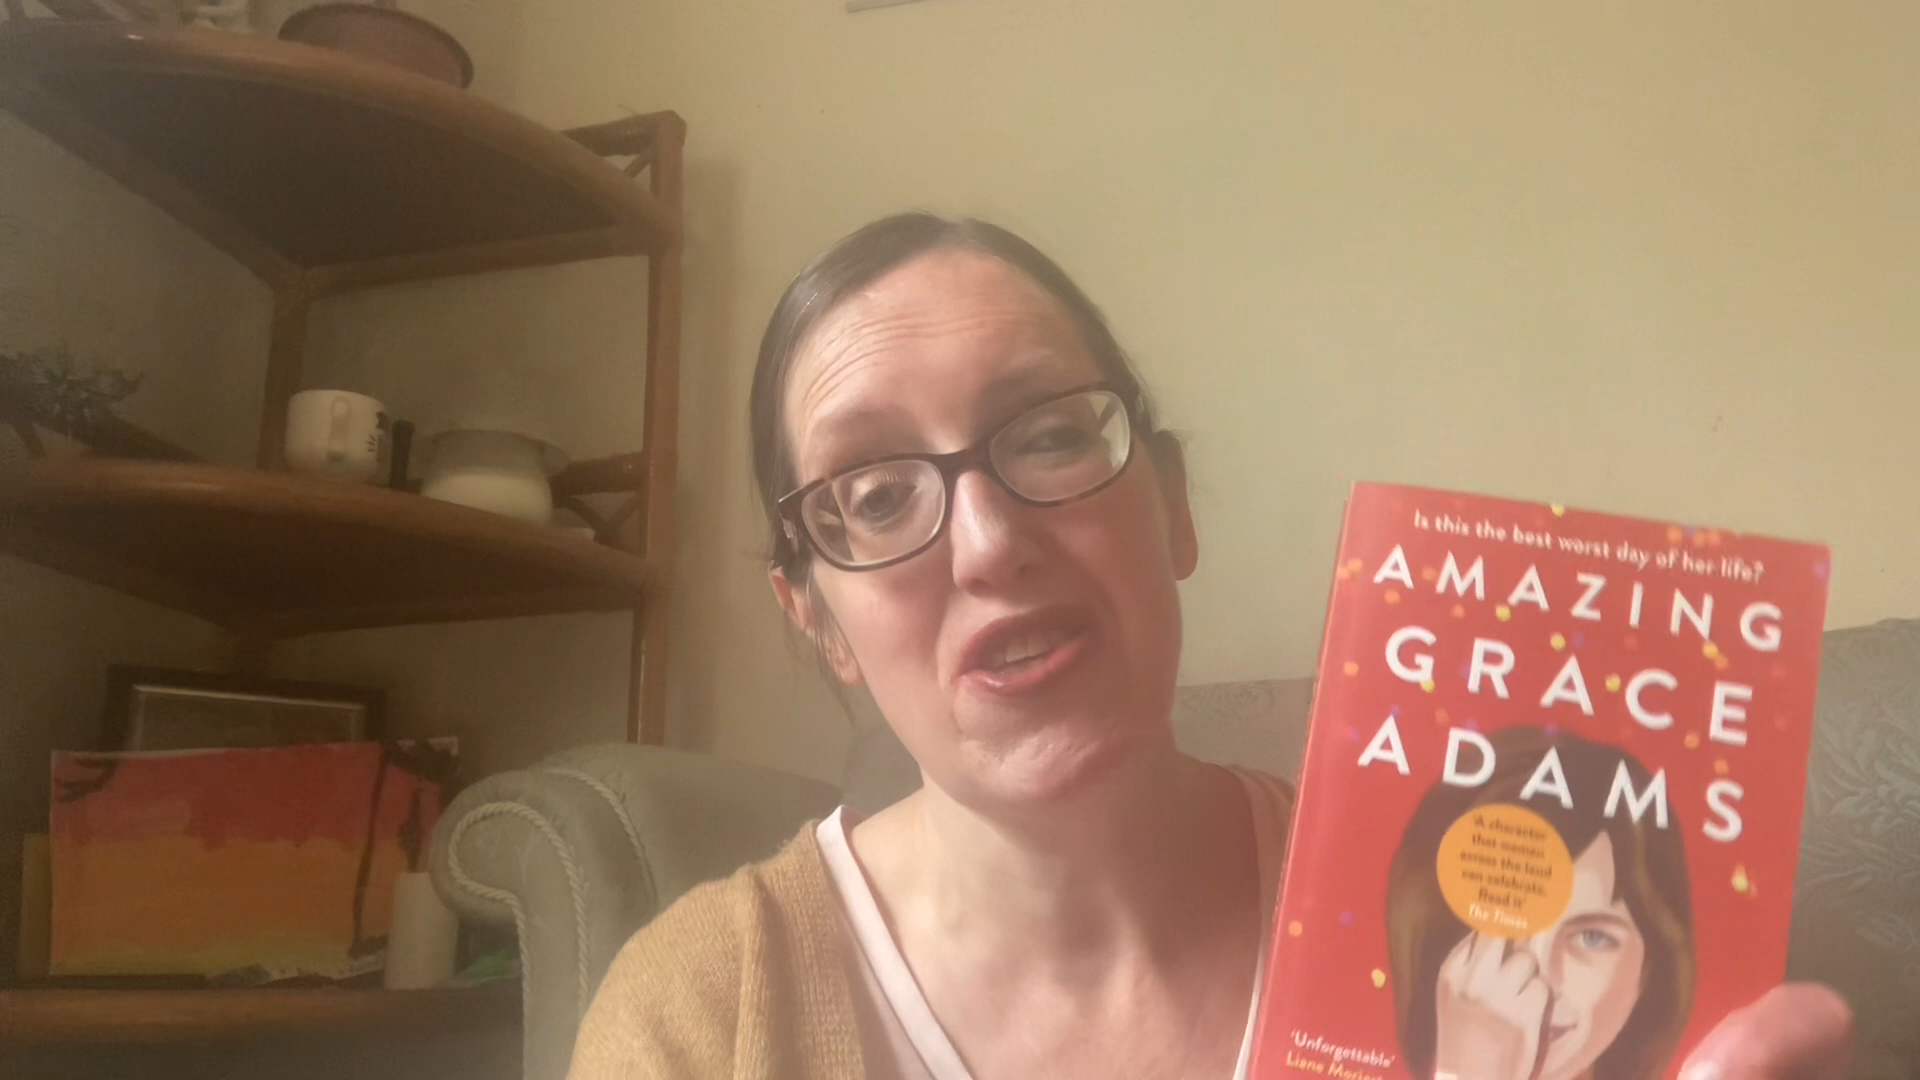 Is this the best worst day of her life?
AMAZING
GRACE
ADAMS
'A character
that women
across the land
can celebrate.
Read it'
The Times
'Unforgettable'
Liane